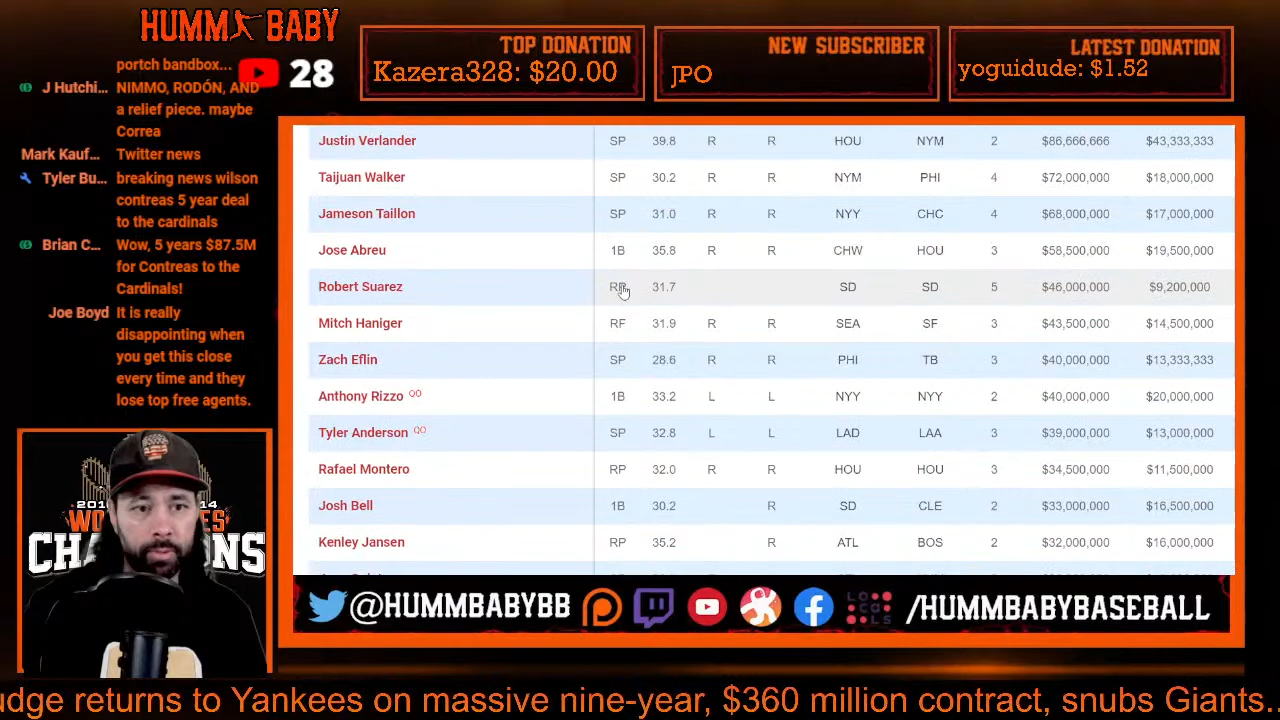 HUMM BABY
28
TOP DONATION
Kazera328: $20.00
NEW SUBSCRIBER
JPO
LATEST DONATION
yoguidude: $1.52
portch bandbox...
J Hutchi... NIMMO, RODÓN, AND
a relief piece. maybe
Correa
Mark Kauf... Twitter news
Tyler Bu... breaking news wilson
contreas 5 year deal
to the cardinals
Brian C... Wow, 5 years $87.5M
for Contreas to the
Cardinals!
Joe Boyd It is really
disappointing when
you get this close
every time and they
lose top free agents.
Justin Verlander SP 39.8 R R HOU NYM 2 $86,666,666 $43,333,333
Taijuan Walker SP 30.2 R R NYM PHI 4 $72,000,000 $18,000,000
Jameson Taillon SP 31.0 R R NYY CHC 4 $68,000,000 $17,000,000
Jose Abreu 1B 35.8 R R CHW HOU 3 $58,500,000 $19,500,000
Robert Suarez 31.7 SD SD 5 $46,000,000 $9,200,000
Mitch Haniger RF 31.9 R R SEA SF 3 $43,500,000 $14,500,000
Zach Eflin SP 28.6 R R PHI TB 3 $40,000,000 $13,333,333
Anthony Rizzo QO 1B 33.2 L L NYY NYY 2 $40,000,000 $20,000,000
Tyler Anderson QO SP 32.8 L L LAD LAA 3 $39,000,000 $13,000,000
Rafael Montero RP 32.0 R R HOU HOU 3 $34,500,000 $11,500,000
Josh Bell 1B 30.2 R SD CLE 2 $33,000,000 $16,500,000
Kenley Jansen RP 35.2 R ATL BOS 2 $32,000,000 $16,000,000
@HUMMBABYBB
LOCALS
/HUMMBABYBASEBALL
udge returns to Yankees on massive nine-year, $360 million contract, snubs Giants..